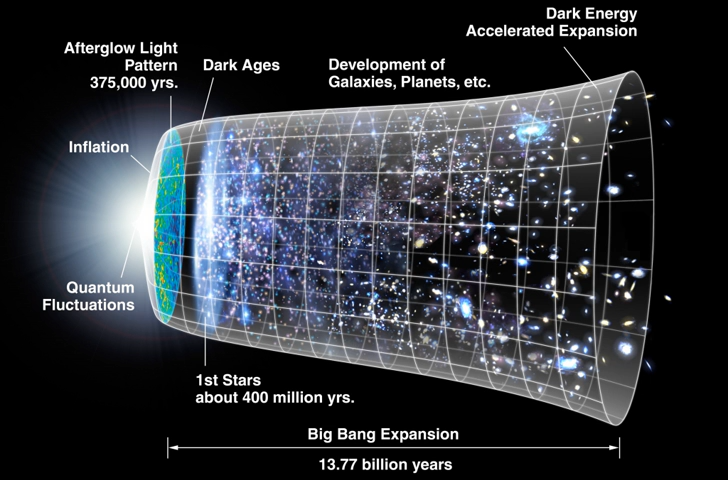 Dark Energy
Accelerated Expansion
Afterglow Light
Pattern
375,000 yrs.
Dark Ages
Development of
Galaxies, Planets, etc.
Inflation
Quantum
Fluctuations
1st Stars
about 400 million yrs.
Big Bang Expansion
13.77 billion years